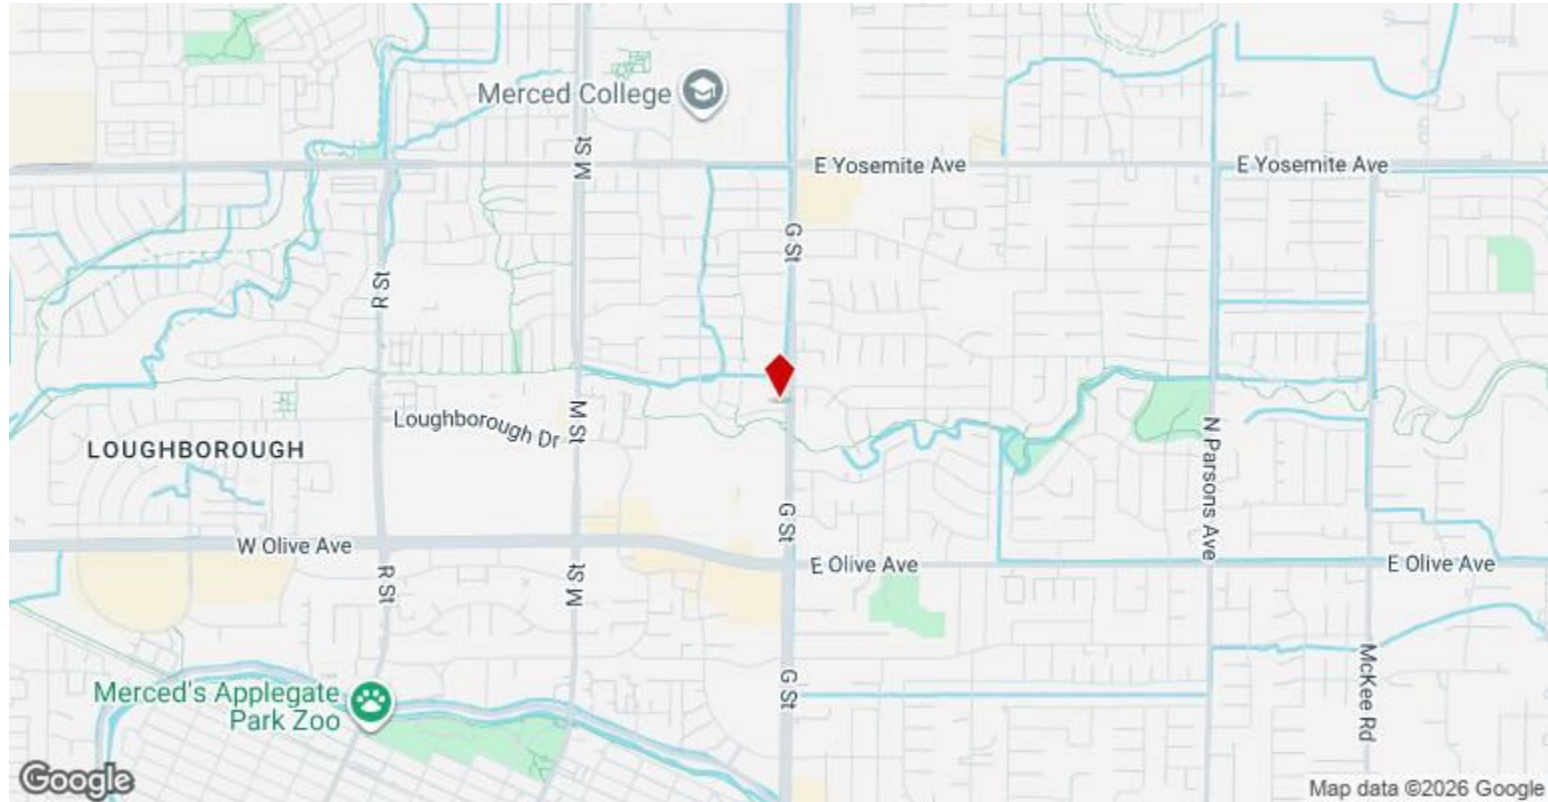 Merced College
M St
E Yosemite Ave
E Yosemite Ave
G St
R St
Loughborough Dr
M St
LOUGHBOROUGH
N Parsons Ave
G St
W Olive Ave
E Olive Ave
E Olive Ave
R St
M St
McKee Rd
G St
Merced's Applegate
Park Zoo
Google
Map data ©2026 Google